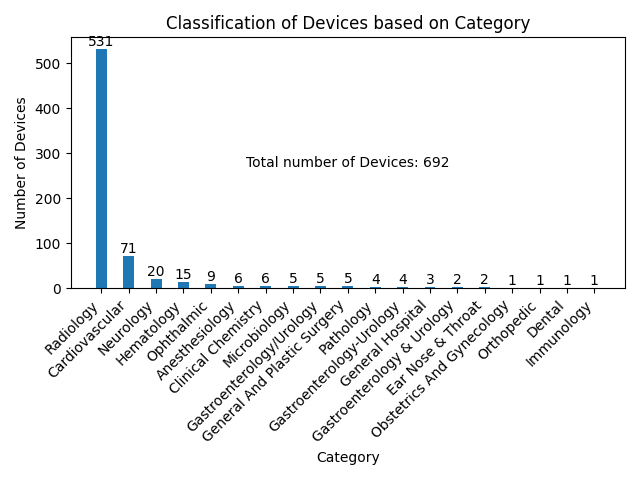 Classification of Devices based on Category
Number of Devices
500
400
300
200
100
0
531
71
20
15
9
6
6
5
5
5
4
4
3
2
2
1
1
1
1
Total number of Devices: 692
Radiology
Cardiovascular
Neurology
Hematology
Ophthalmic
Anesthesiology
Clinical Chemistry
Microbiology
Gastroenterology/Urology
General And Plastic Surgery
Pathology
Gastroenterology-Urology
General Hospital
Gastroenterology & Urology
Ear Nose & Throat
Obstetrics And Gynecology
Orthopedic
Dental
Immunology
Category